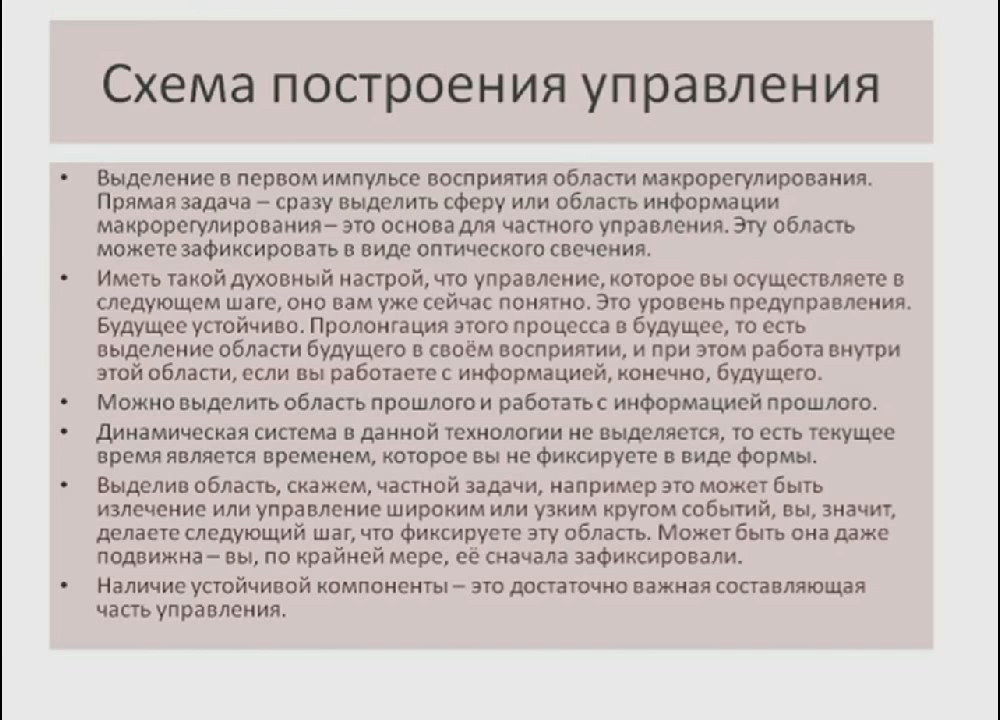 Схема построения управления
• Выделение в первом импульсе восприятия области макрорегулирования.
Прямая задача – сразу выделить сферу или область информации
макрорегулирования – это основа для частного управления. Эту область
можете зафиксировать в виде оптического свечения.
• Иметь такой духовный настрой, что управление, которое вы осуществляете в
следующем шаге, оно вам уже сейчас понятно. Это уровень предуправления.
Будущее устойчиво. Пролонгация этого процесса в будущее, то есть
выделение области будущего в своём восприятии, и при этом работа внутри
этой области, если вы работаете с информацией, конечно, будущего.
• Можно выделить область прошлого и работать с информацией прошлого.
• Динамическая система в данной технологии не выделяется, то есть текущее
время является временем, которое вы не фиксируете в виде формы.
• Выделив область, скажем, частной задачи, например это может быть
излечение или управление широким или узким кругом событий, вы, значит,
делаете следующий шаг, что фиксируете эту область. Может быть она даже
подвижна – вы, по крайней мере, её сначала зафиксировали.
• Наличие устойчивой компоненты – это достаточно важная составляющая
часть управления.